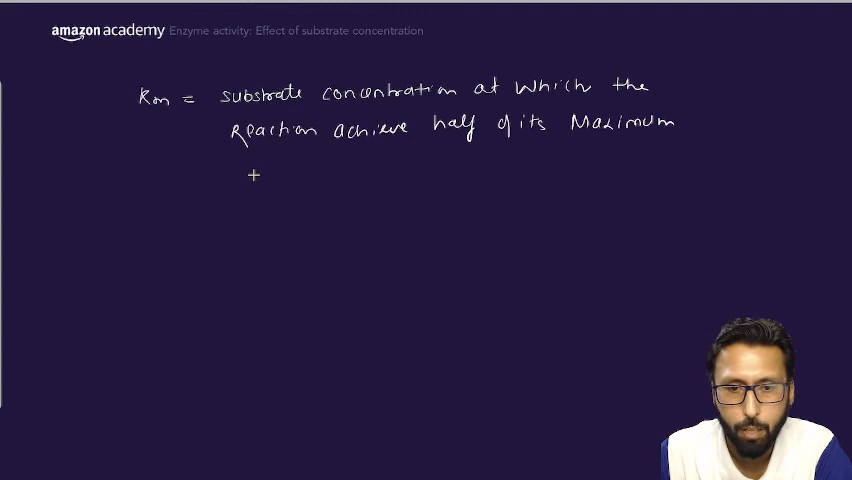 amazon academy Enzyme activity: Effect of substrate concentration
Km = substrate concentration at which the
Reaction achieve half of its Maximum